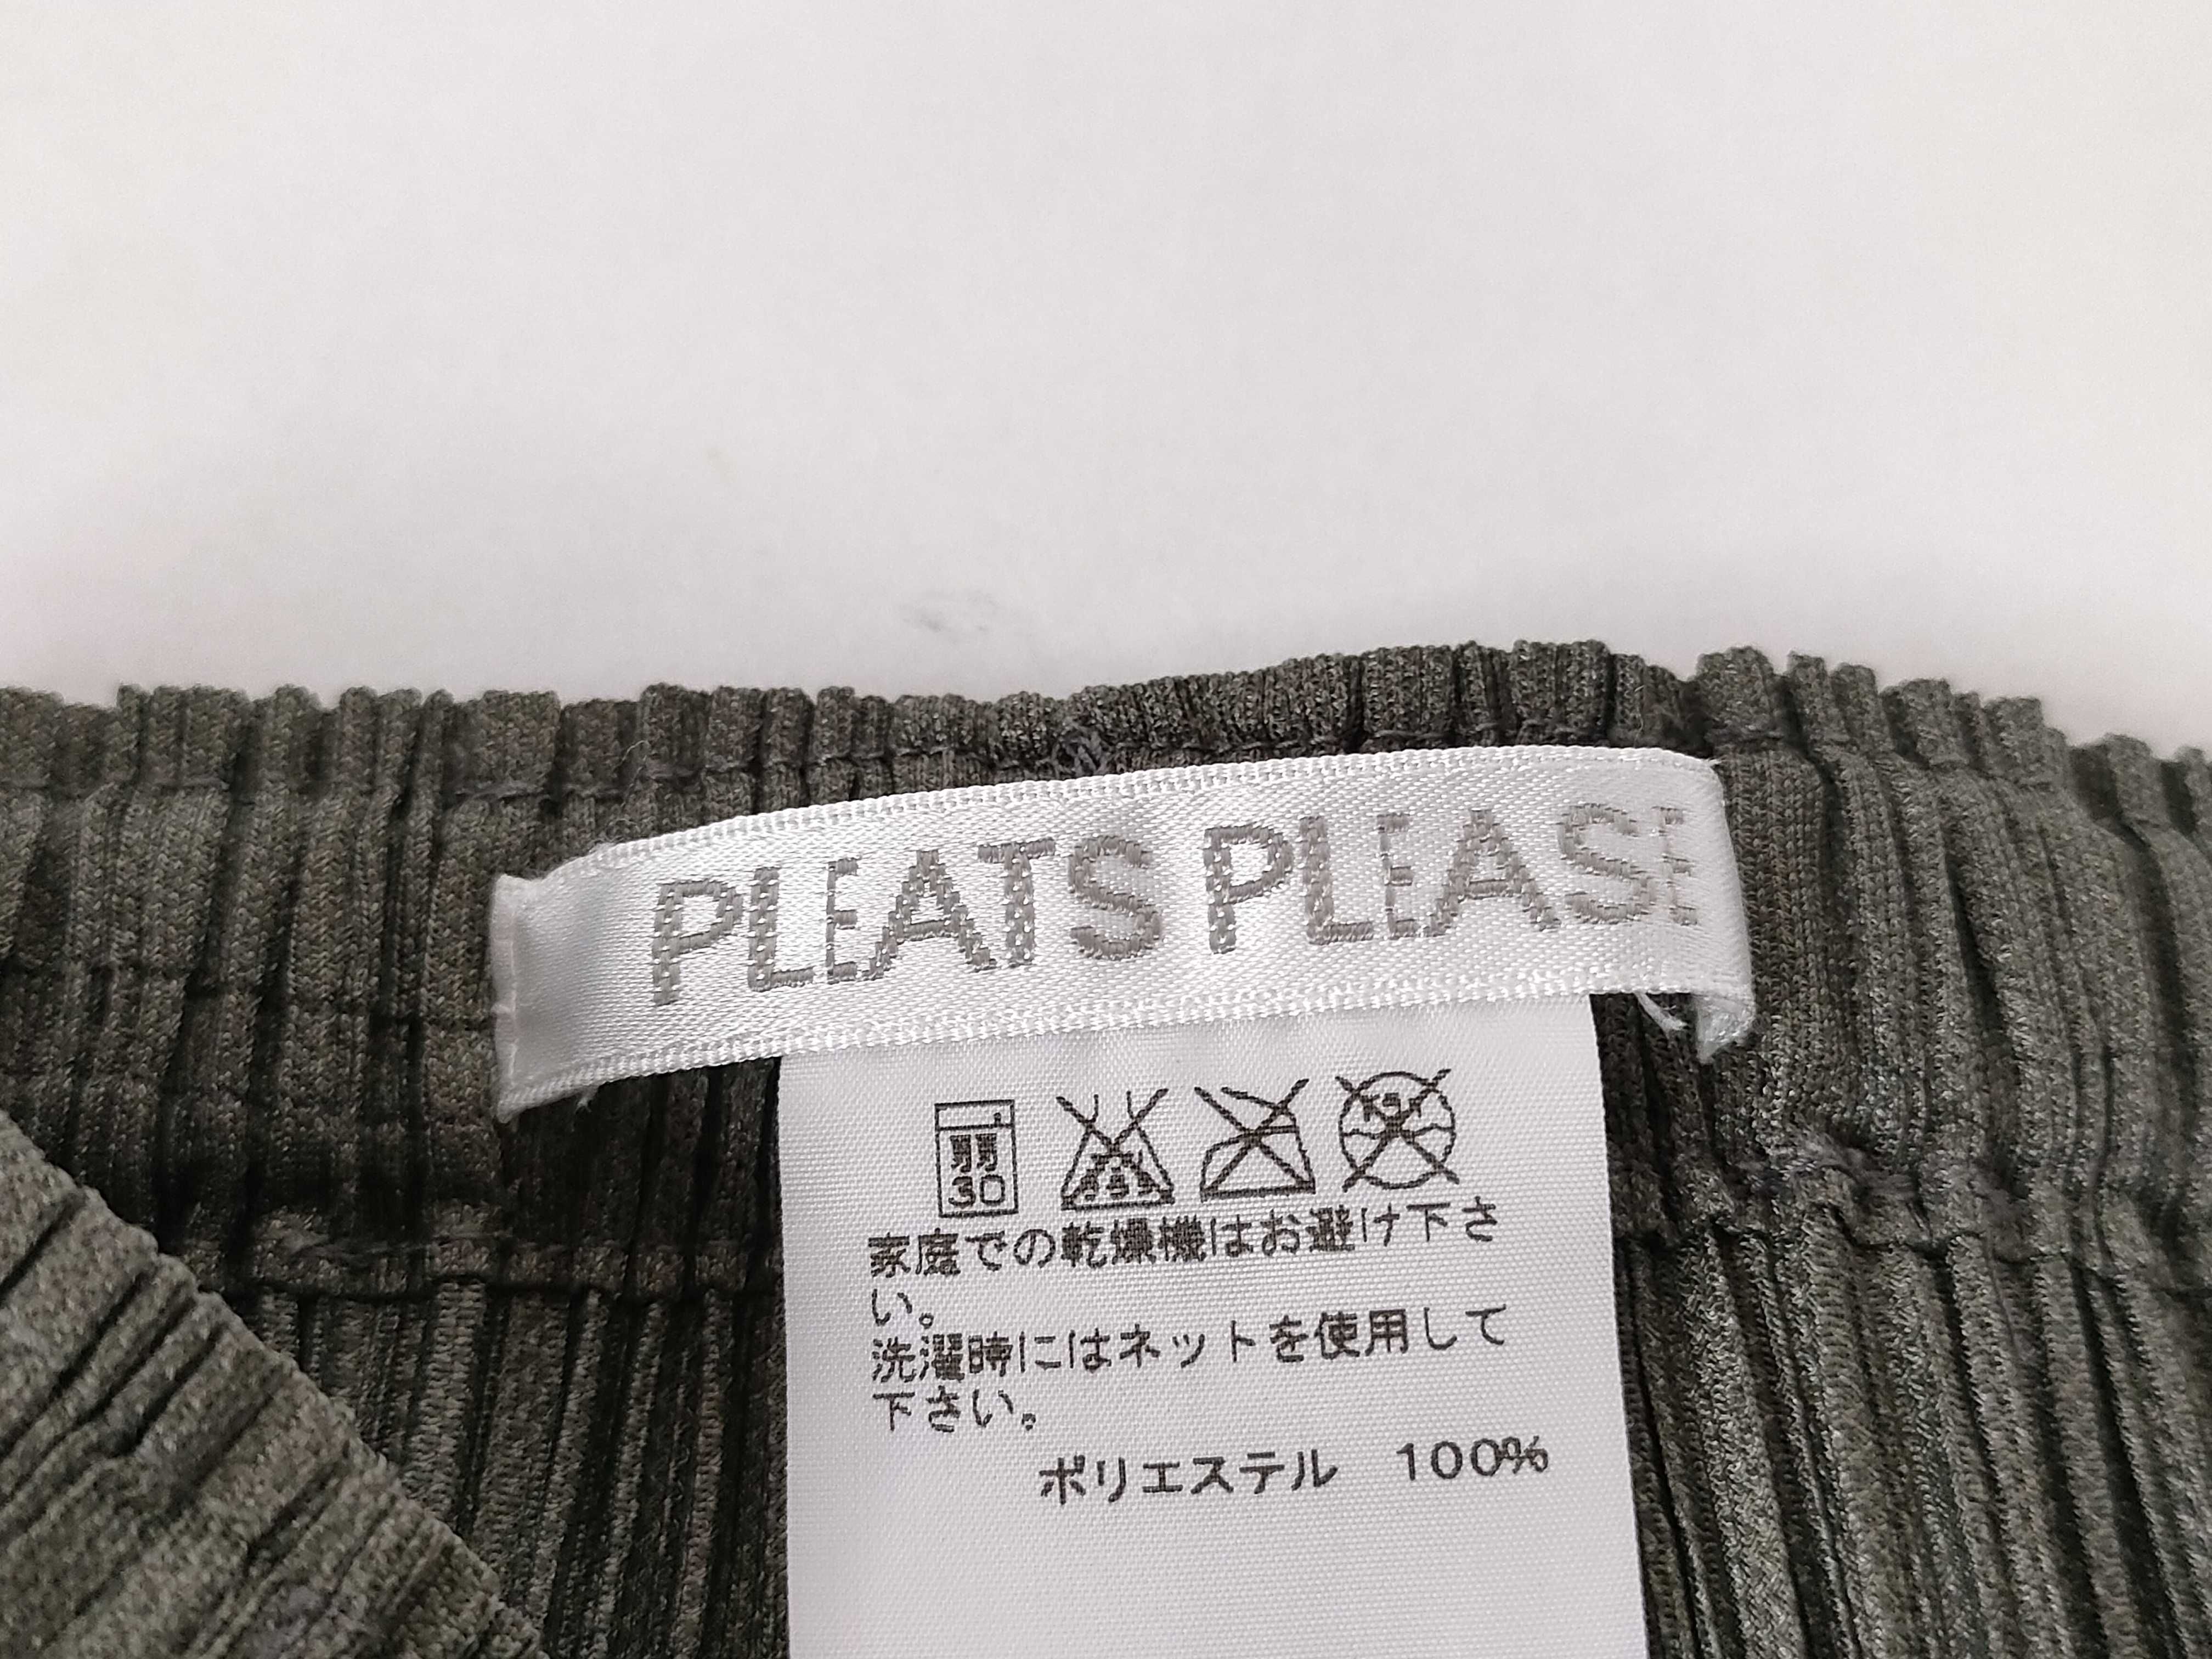 PLEATS PLEASE
弱
30
家庭での乾燥機はお避け下さ
い。
洗濯時にはネットを使用して
下さい。
ポリエステル 100%